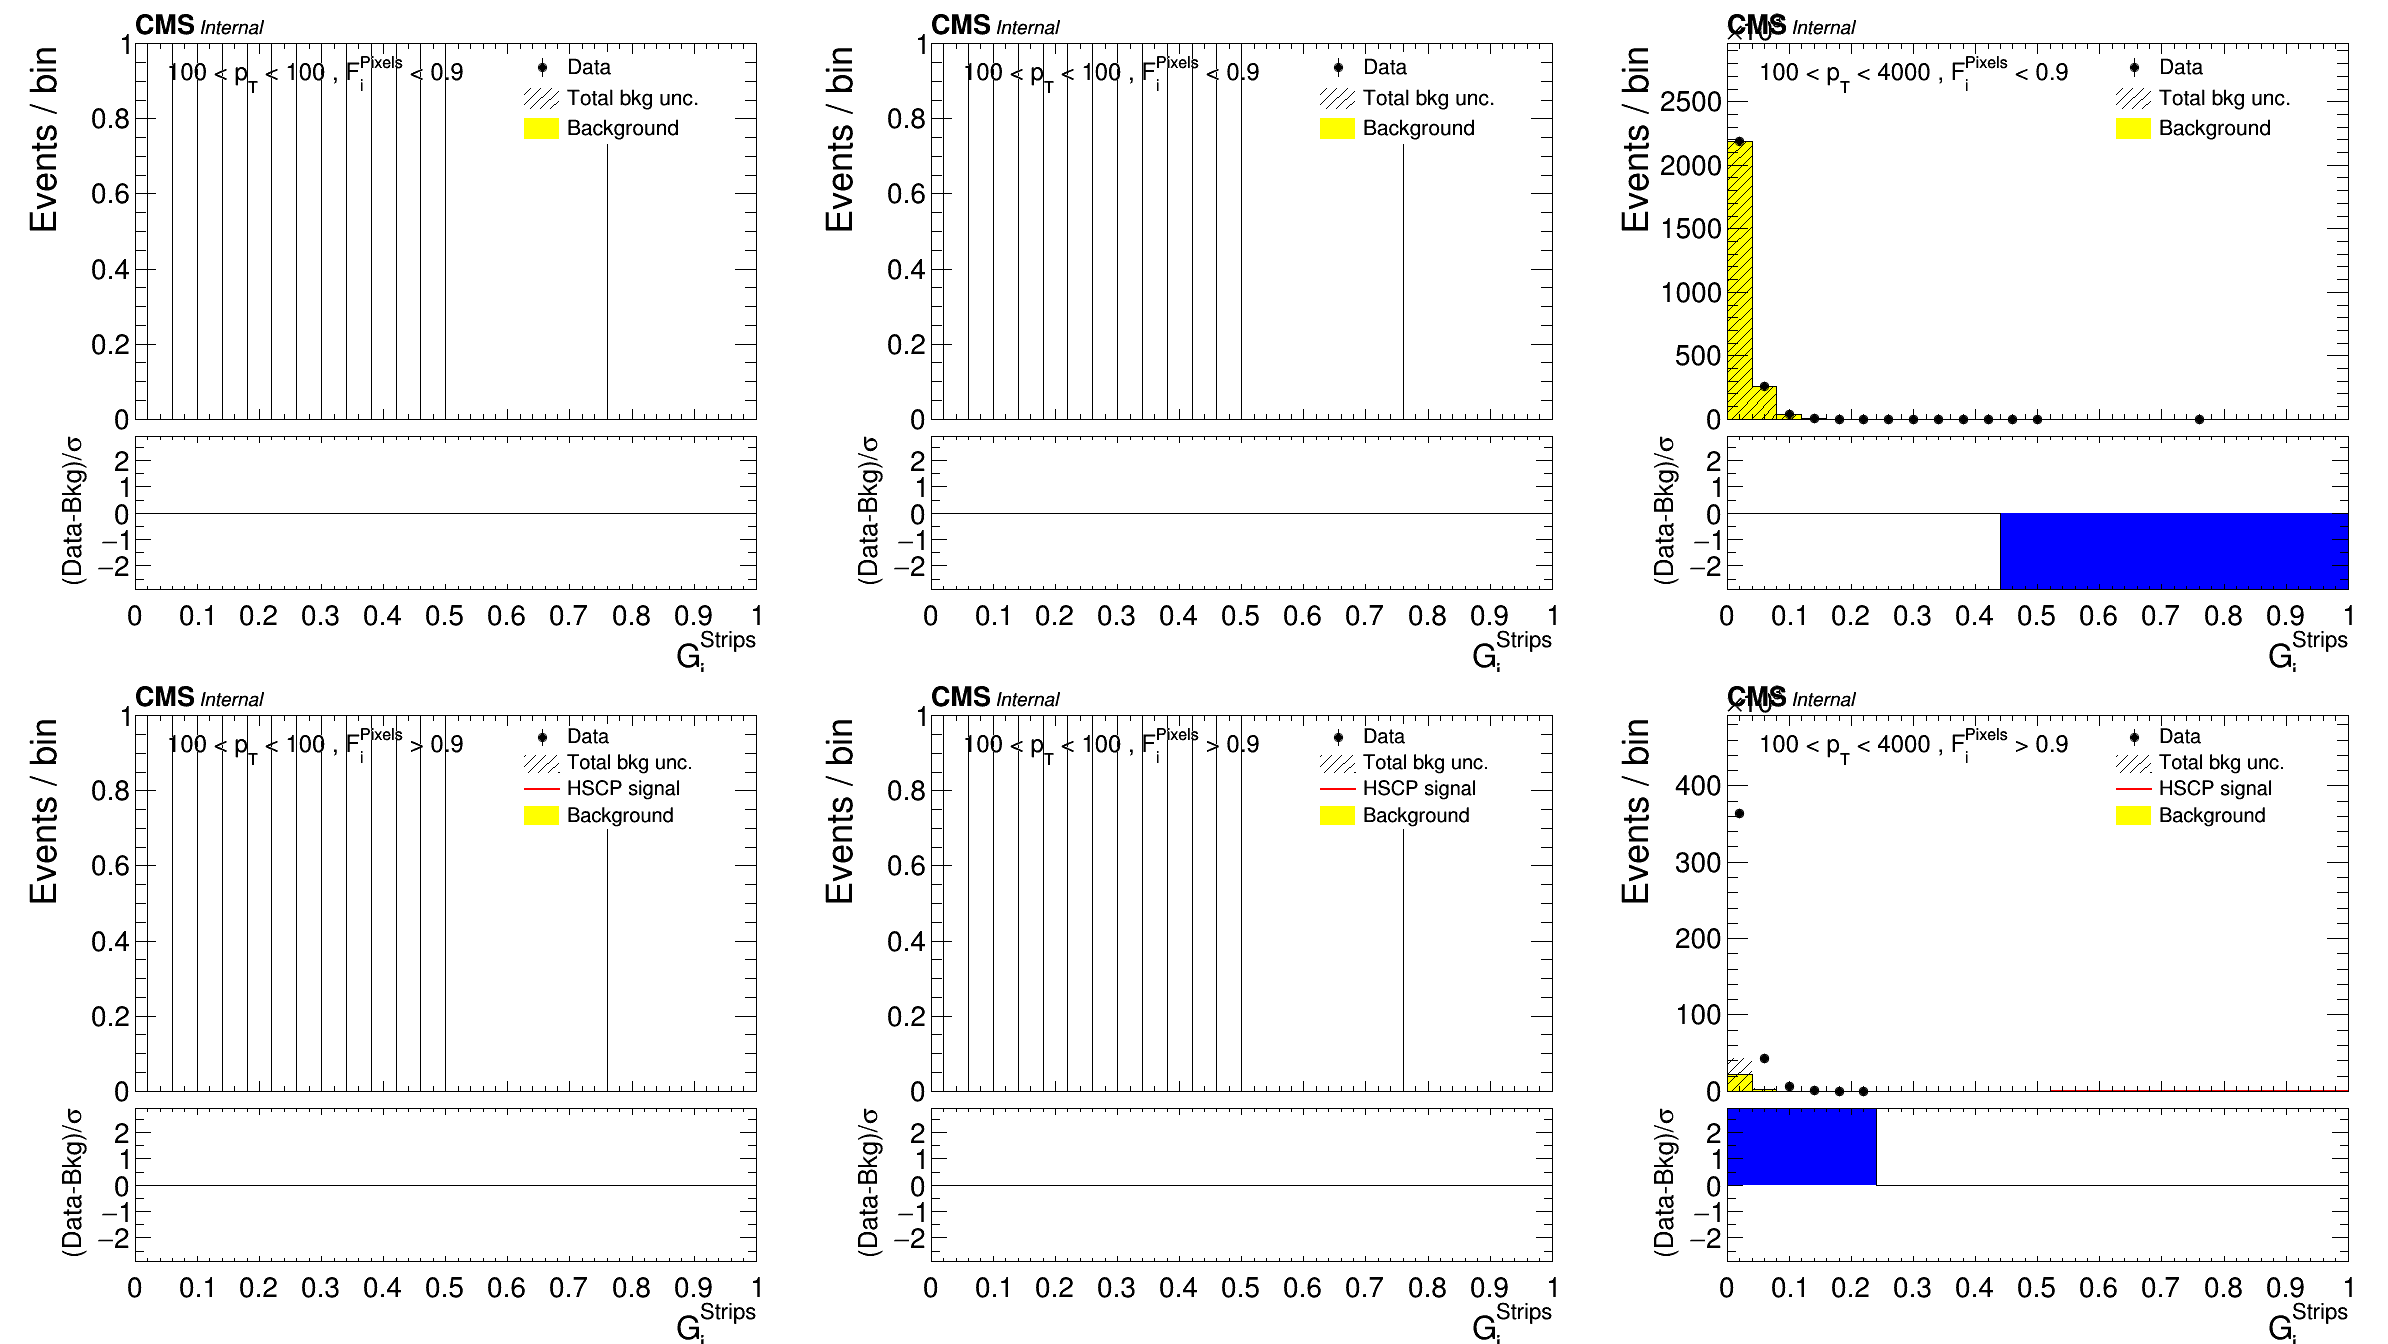 CMS Internal
Events / bin
1
0.8
0.6
0.4
0.2
0
100 < p_T < 100 , F_i^Pixels < 0.9
Data
Total bkg unc.
Background
(Data-Bkg)/σ
2
1
0
−1
−2
0 0.1 0.2 0.3 0.4 0.5 0.6 0.7 0.8 0.9 1
G_i^Strips
CMS Internal
Events / bin
1
0.8
0.6
0.4
0.2
0
100 < p_T < 100 , F_i^Pixels < 0.9
Data
Total bkg unc.
Background
(Data-Bkg)/σ
2
1
0
−1
−2
0 0.1 0.2 0.3 0.4 0.5 0.6 0.7 0.8 0.9 1
G_i^Strips
CMS Internal
Events / bin
2500
2000
1500
1000
500
0
100 < p_T < 4000 , F_i^Pixels < 0.9
Data
Total bkg unc.
Background
(Data-Bkg)/σ
2
1
0
−1
−2
0 0.1 0.2 0.3 0.4 0.5 0.6 0.7 0.8 0.9 1
G_i^Strips
CMS Internal
Events / bin
1
0.8
0.6
0.4
0.2
0
100 < p_T < 100 , F_i^Pixels > 0.9
Data
Total bkg unc.
HSCP signal
Background
(Data-Bkg)/σ
2
1
0
−1
−2
0 0.1 0.2 0.3 0.4 0.5 0.6 0.7 0.8 0.9 1
G_i^Strips
CMS Internal
Events / bin
1
0.8
0.6
0.4
0.2
0
100 < p_T < 100 , F_i^Pixels > 0.9
Data
Total bkg unc.
HSCP signal
Background
(Data-Bkg)/σ
2
1
0
−1
−2
0 0.1 0.2 0.3 0.4 0.5 0.6 0.7 0.8 0.9 1
G_i^Strips
CMS Internal
Events / bin
400
300
200
100
0
100 < p_T < 4000 , F_i^Pixels > 0.9
Data
Total bkg unc.
HSCP signal
Background
(Data-Bkg)/σ
2
1
0
−1
−2
0 0.1 0.2 0.3 0.4 0.5 0.6 0.7 0.8 0.9 1
G_i^Strips